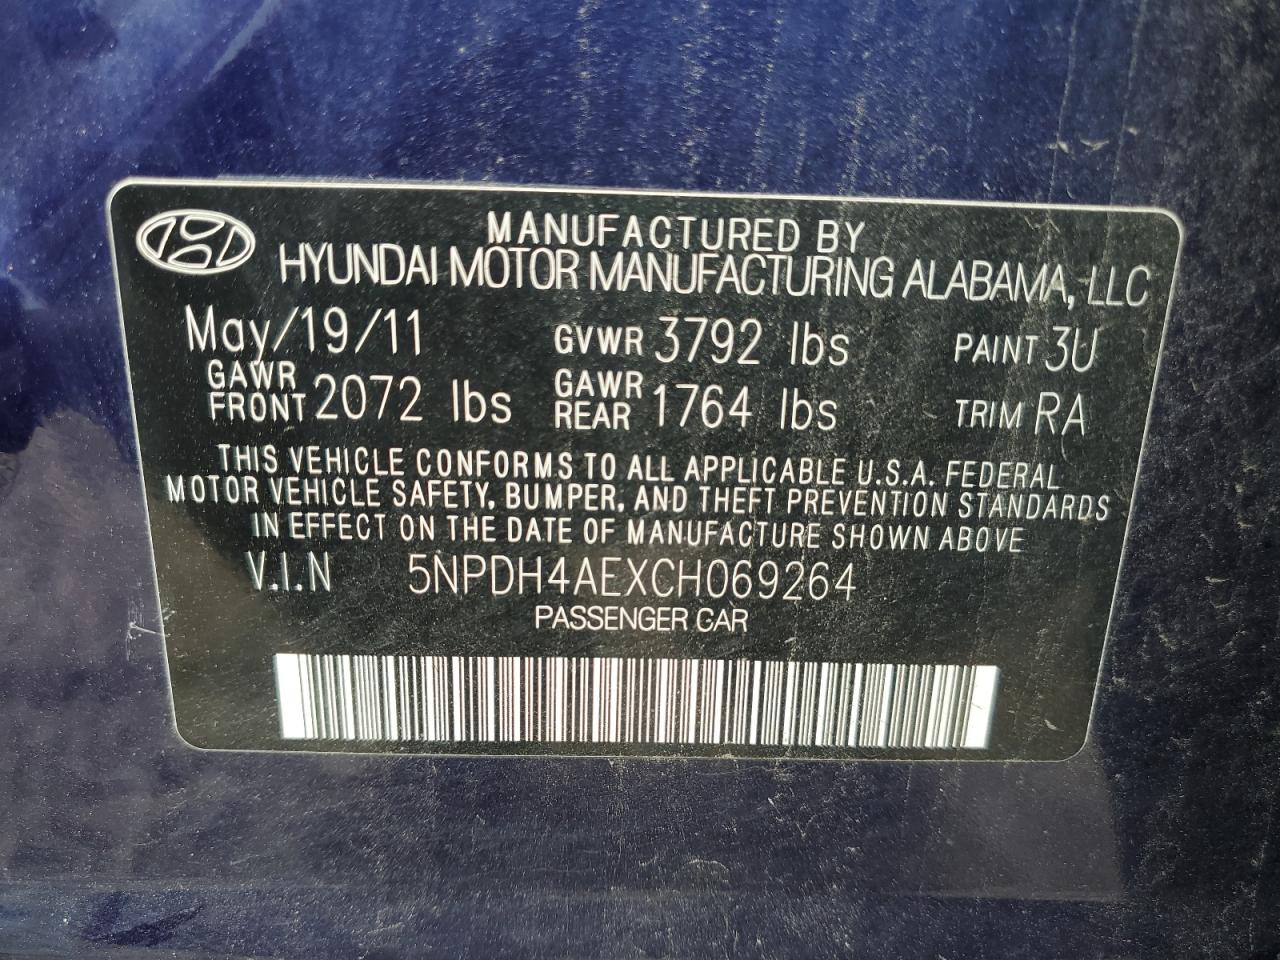 MANUFACTURED BY
HYUNDAI MOTOR MANUFACTURING ALABAMA, LLC
May/19/11 GVWR 3792 lbs PAINT 3U
GAWR FRONT 2072 lbs GAWR REAR 1764 lbs TRIM RA
THIS VEHICLE CONFORMS TO ALL APPLICABLE U.S.A. FEDERAL
MOTOR VEHICLE SAFETY, BUMPER, AND THEFT PREVENTION STANDARDS
IN EFFECT ON THE DATE OF MANUFACTURE SHOWN ABOVE
V.I.N 5NPDH4AEXCH069264
PASSENGER CAR